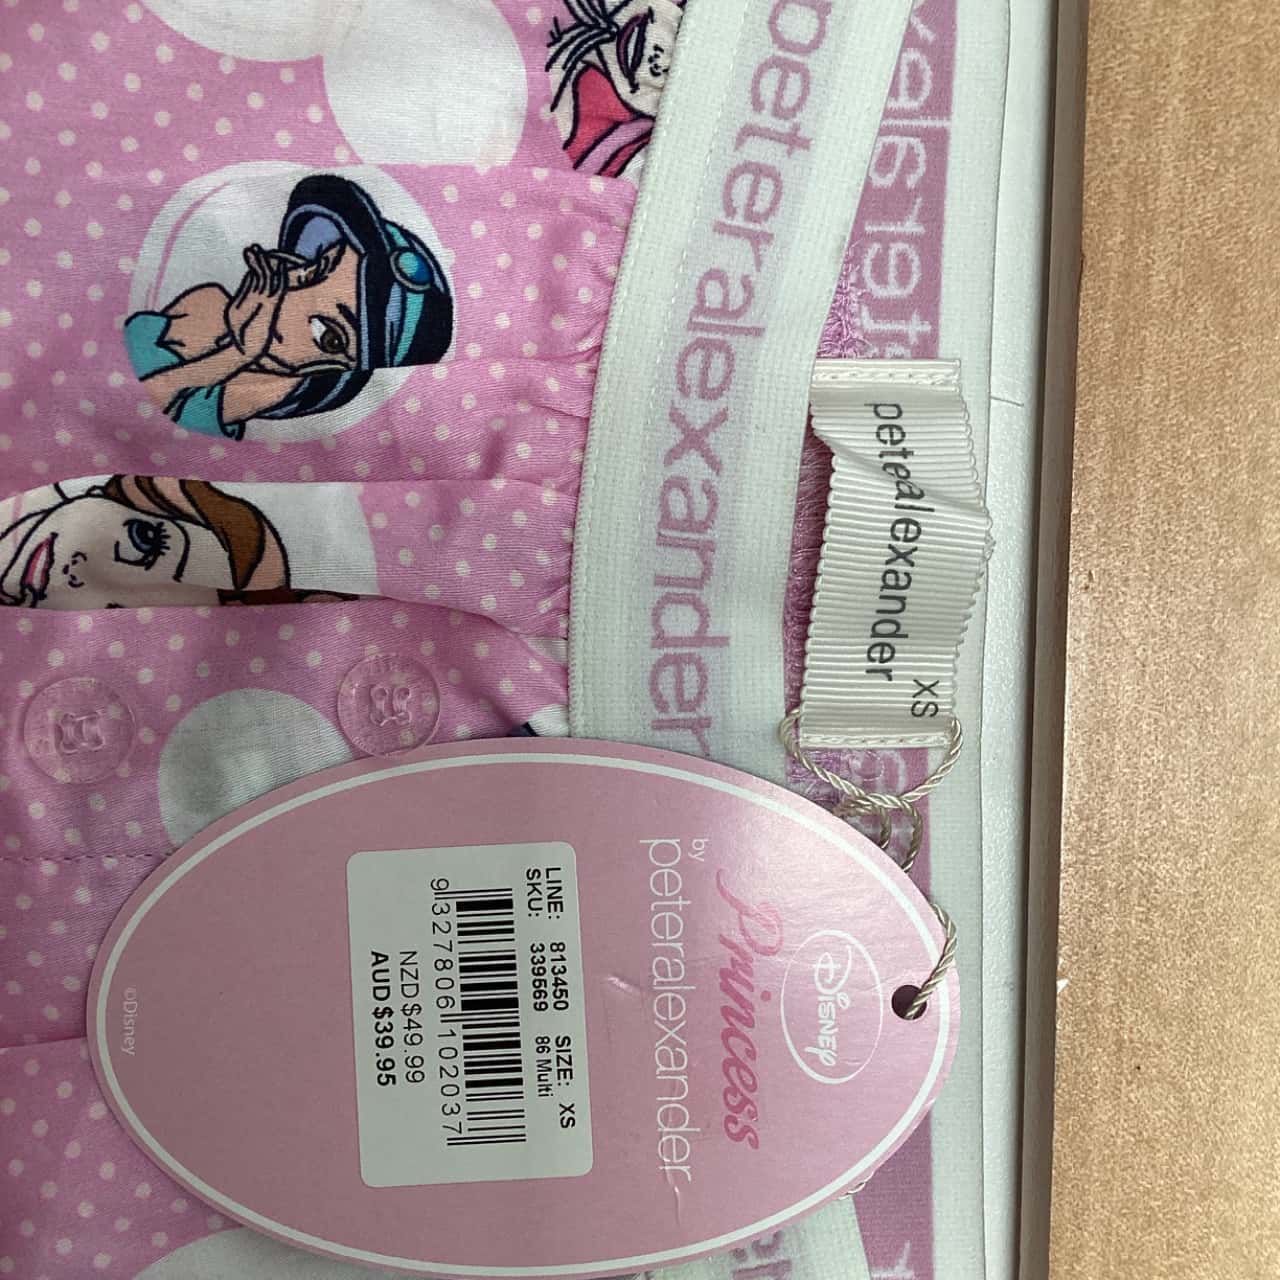 peteralexander
peteralexander
XS
DISNEY
Princess
by
peteralexander
LINE: 813450 SIZE: XS
SKU: 339569 86 Multi
9327806102037
NZD $49.99
AUD $39.95
©Disney